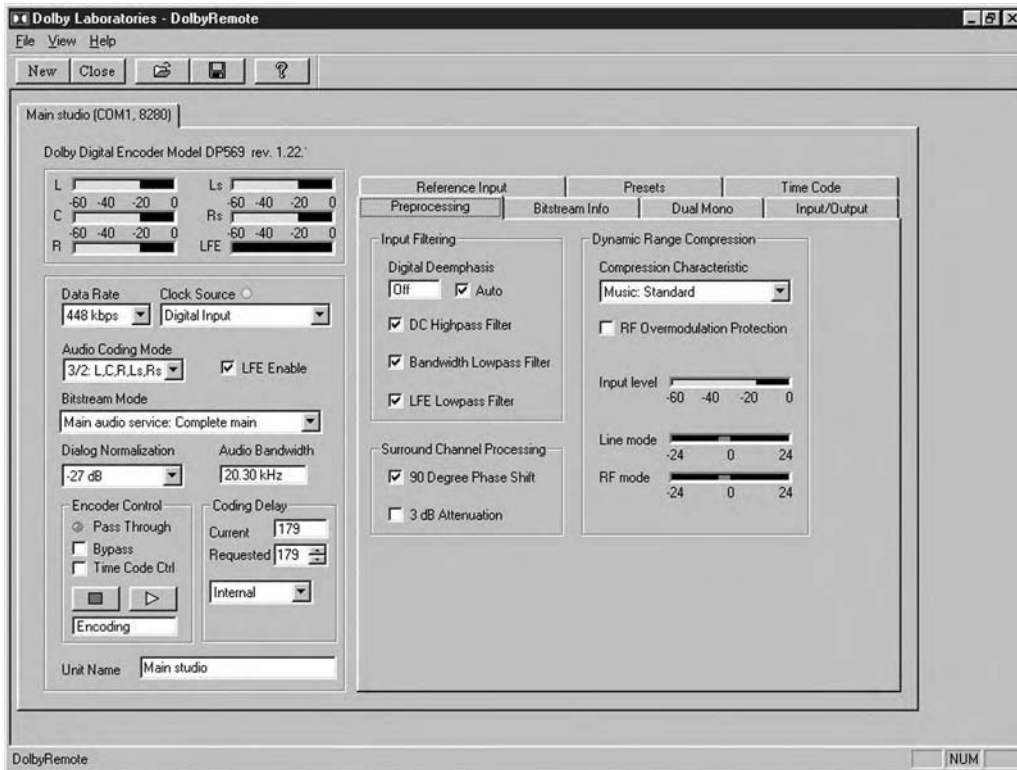 Dolby Laboratories - DolbyRemote
File View Help
New Close
Main studio (COM1, 8280)
Dolby Digital Encoder Model DP569 rev. 1.22.
L Ls
-60 -40 -20 0 -60 -40 -20 0
C Rs
-60 -40 -20 0 -60 -40 -20 0
R LFE
Data Rate Clock Source
448 kbps Digital Input
Audio Coding Mode
3/2: L,C,R,Ls,Rs LFE Enable
Bitstream Mode
Main audio service: Complete main
Dialog Normalization Audio Bandwidth
-27 dB 20.30 kHz
Encoder Control
Pass Through
Bypass
Time Code Ctrl
Encoding
Coding Delay
Current 179
Requested 179
Internal
Unit Name Main studio
Reference Input Presets Time Code
Preprocessing Bitstream Info Dual Mono Input/Output
Input Filtering
Digital Deemphasis
Off Auto
DC Highpass Filter
Bandwidth Lowpass Filter
LFE Lowpass Filter
Surround Channel Processing
90 Degree Phase Shift
3 dB Attenuation
Dynamic Range Compression
Compression Characteristic
Music: Standard
RF Overmodulation Protection
Input level
-60 -40 -20 0
Line mode
-24 0 24
RF mode
-24 0 24
DolbyRemote NUM